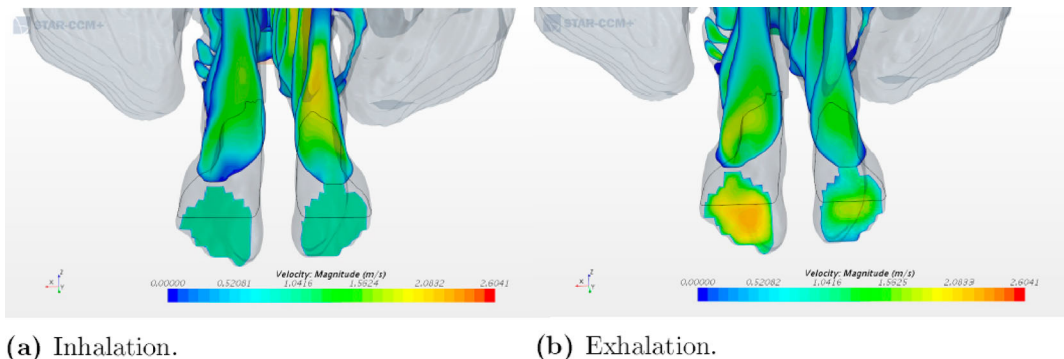 STAR-CCM+
Velocity: Magnitude (m/s)
0.00000 0.52081 1.0416 1.5624 2.0832 2.6041
Z
X
Y
(a) Inhalation.
STAR-CCM+
Velocity: Magnitude (m/s)
0.00000 0.52082 1.0416 1.5625 2.0833 2.6041
Z
X
Y
(b) Exhalation.